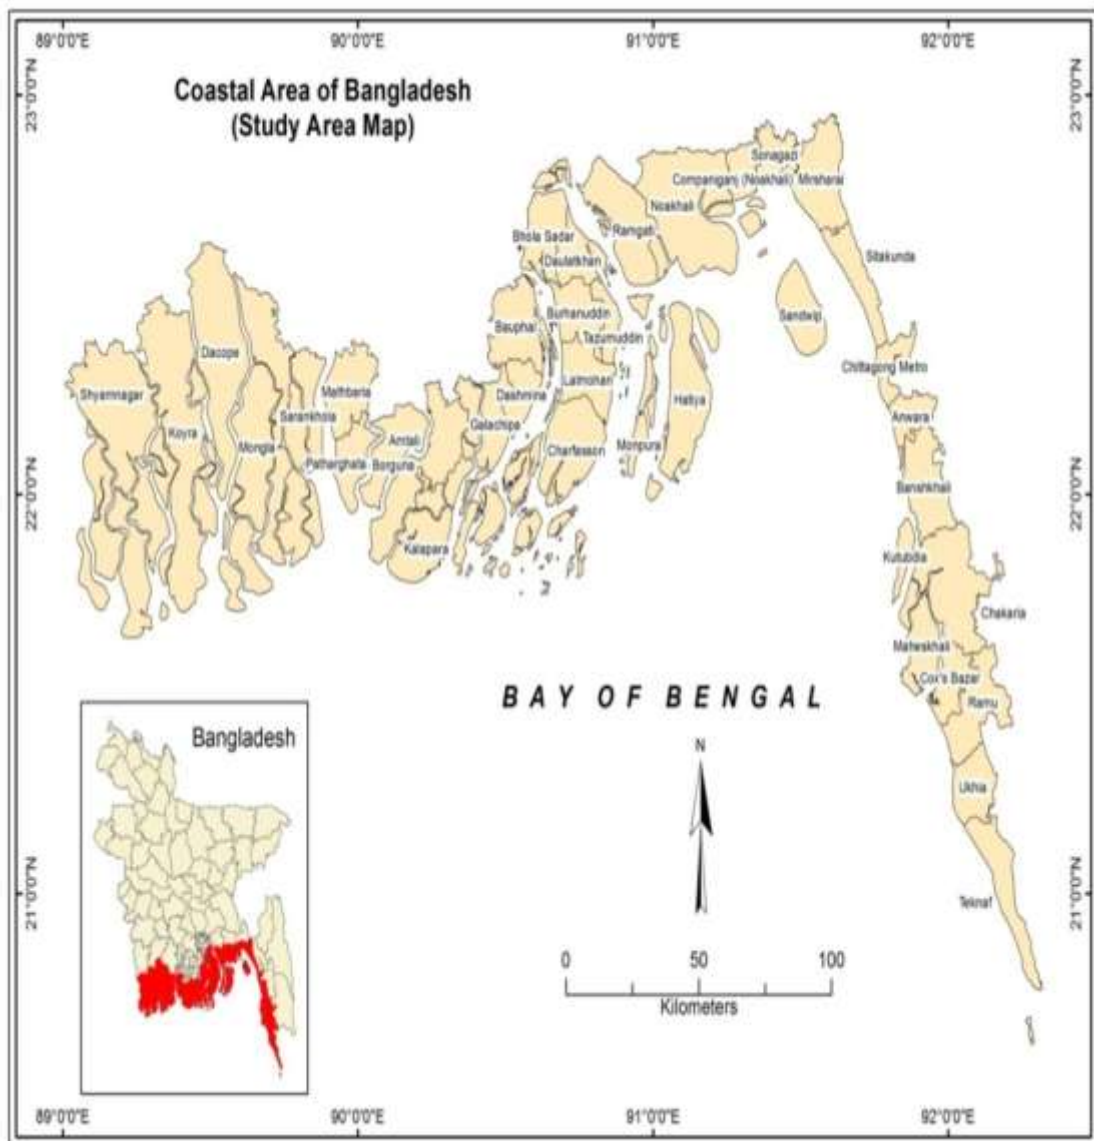 89°0'0"E
90°0'0"E
91°0'0"E
92°0'0"E
23°0'0"N
23°0'0"N
Coastal Area of Bangladesh
(Study Area Map)
Sonagazi
Companiganj (Noakhali)
Mirsharai
Noakhali
Ramgati
Bhola Sadar
Daulatkhan
Sitakunda
Sandwip
Burhanuddin
Bauphal
Tazumuddin
Dacope
Chittagong Metro
Lalmohan
Shyamnagar
Mathbaria
Dashmina
Hatiya
Sarankhola
Anwara
Galachipa
Koyra
Amtali
Mongla
Monpura
Charfasson
Patharghata
Borguna
Banshkhali
22°0'0"N
22°0'0"N
Kalapara
Kutubidia
Chakaria
Maheskhali
Cox's Bazar
Ramu
BAY OF BENGAL
Bangladesh
N
Ukhia
Teknaf
21°0'0"N
21°0'0"N
0 50 100
Kilometers
89°0'0"E
90°0'0"E
91°0'0"E
92°0'0"E